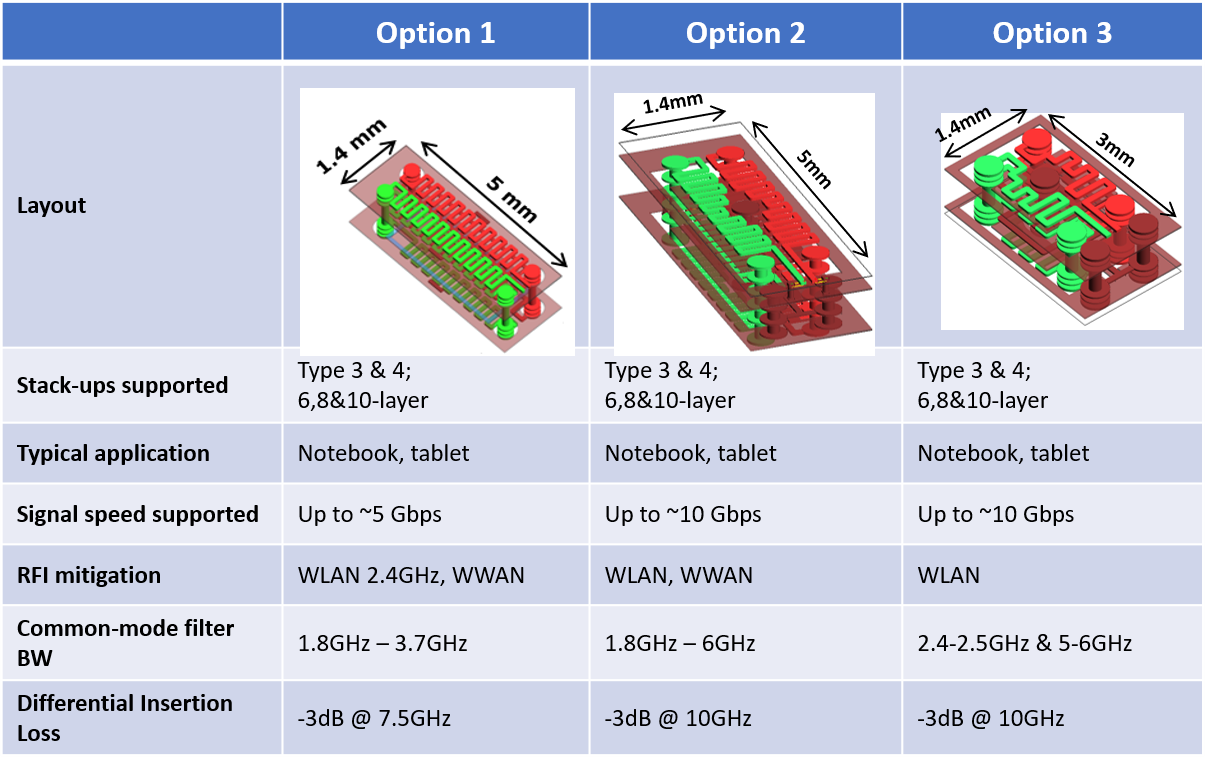 Option 1
Option 2
Option 3
Layout
1.4 mm
5 mm
1.4mm
5mm
1.4mm
3mm
Stack-ups supported
Type 3 & 4;
6,8&10-layer
Type 3 & 4;
6,8&10-layer
Type 3 & 4;
6,8&10-layer
Typical application
Notebook, tablet
Notebook, tablet
Notebook, tablet
Signal speed supported
Up to ~5 Gbps
Up to ~10 Gbps
Up to ~10 Gbps
RFI mitigation
WLAN 2.4GHz, WWAN
WLAN, WWAN
WLAN
Common-mode filter
BW
1.8GHz – 3.7GHz
1.8GHz – 6GHz
2.4-2.5GHz & 5-6GHz
Differential Insertion
Loss
-3dB @ 7.5GHz
-3dB @ 10GHz
-3dB @ 10GHz